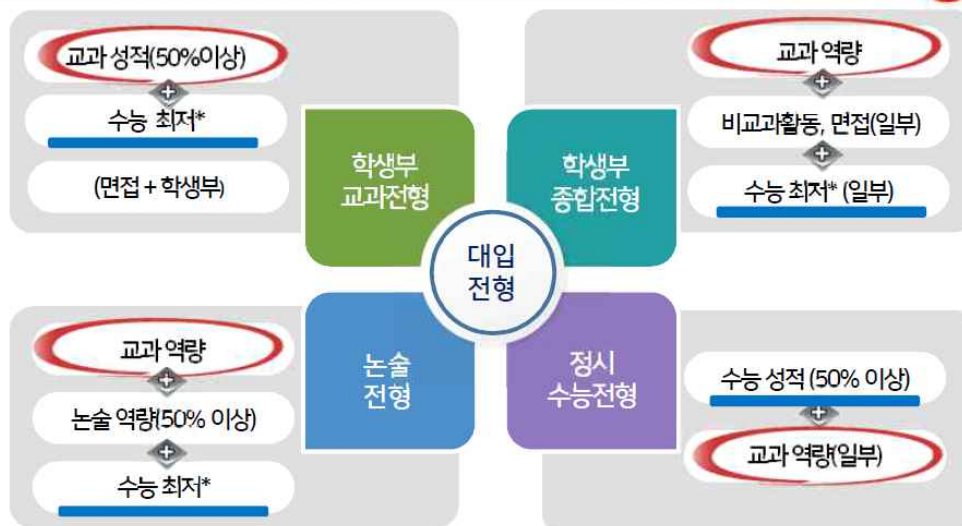 교과 성적(50%이상)
수능 최저*
(면접 + 학생부)
학생부
교과전형
교과 역량
비교과활동, 면접(일부)
수능 최저* (일부)
학생부
종합전형
대입
전형
교과 역량
논술 역량(50% 이상)
수능 최저*
논술
전형
정시
수능전형
수능 성적 (50% 이상)
교과 역량(일부)